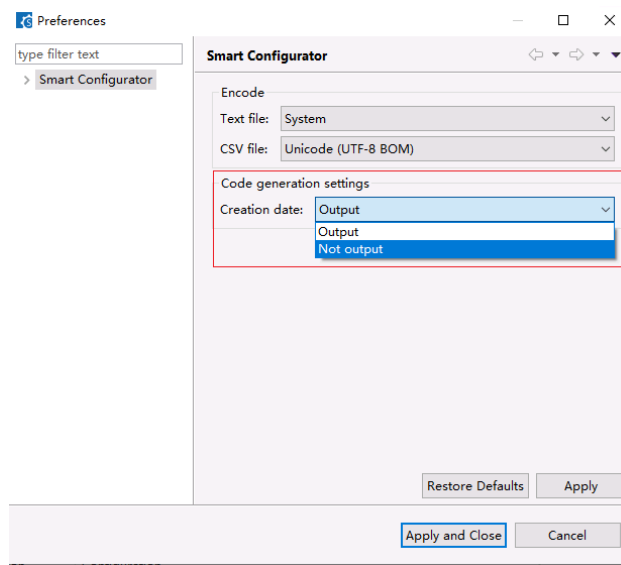 Preferences
type filter text
Smart Configurator
Smart Configurator
Encode
Text file: System
CSV file: Unicode (UTF-8 BOM)
Code generation settings
Creation date: Output
Output
Not output
Restore Defaults Apply
Apply and Close Cancel